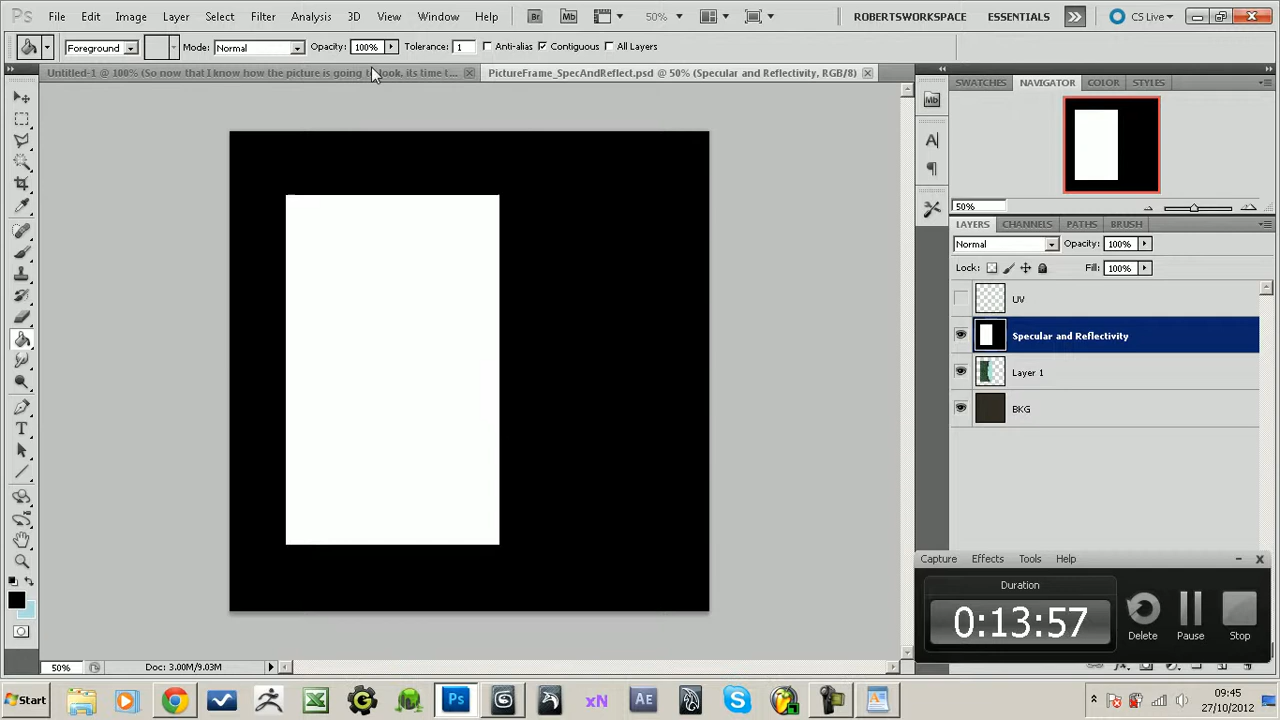 Ps File Edit Image Layer Select Filter Analysis 3D View Window Help Br Mb 50% ROBERTSWORKSPACE ESSENTIALS CS Live
Foreground Mode: Normal Opacity: 100% Tolerance: 1 Anti-alias Contiguous All Layers
Untitled-1 @ 100% (So now that I know how the picture is going to look, its time t... PictureFrame_SpecAndReflect.psd @ 50% (Specular and Reflectivity, RGB/8)
SWATCHES NAVIGATOR COLOR STYLES
Mb
50%
LAYERS CHANNELS PATHS BRUSH
Normal Opacity: 100%
Lock: Fill: 100%
UV
Specular and Reflectivity
Layer 1
BKG
Capture Effects Tools Help
Duration
0:13:57
Delete Pause Stop
50% Doc: 3.00M/9.03M
Start Ps xN AE
09:45
27/10/2012